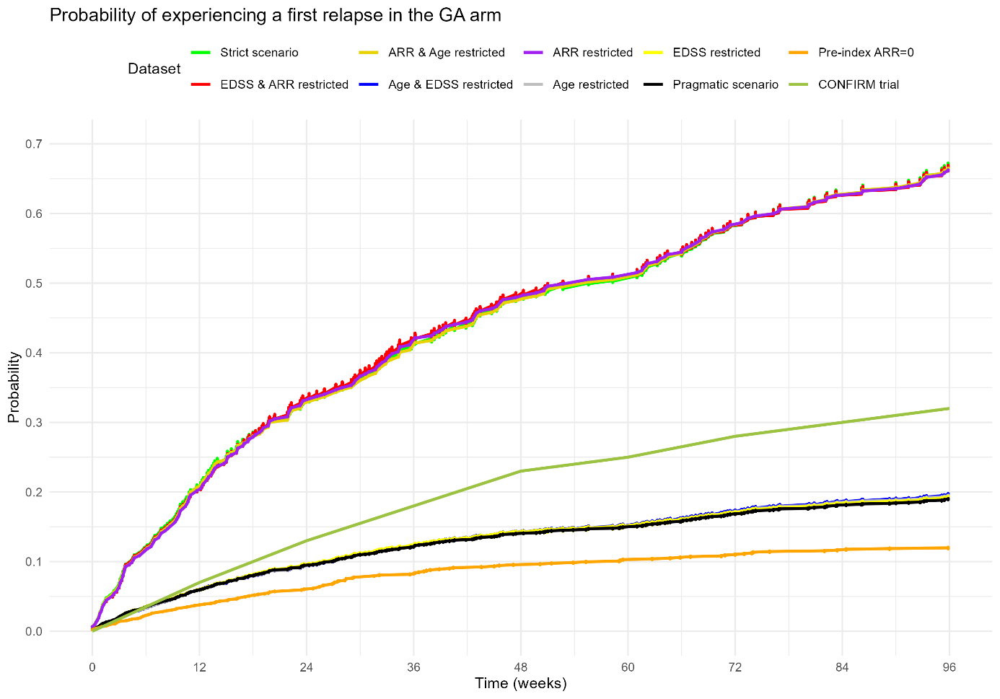 Probability of experiencing a first relapse in the GA arm
Dataset
Strict scenario
ARR & Age restricted
ARR restricted
EDSS restricted
Pre-index ARR=0
EDSS & ARR restricted
Age & EDSS restricted
Age restricted
Pragmatic scenario
CONFIRM trial
Probability
0.7
0.6
0.5
0.4
0.3
0.2
0.1
0.0
0 12 24 36 48 60 72 84 96
Time (weeks)